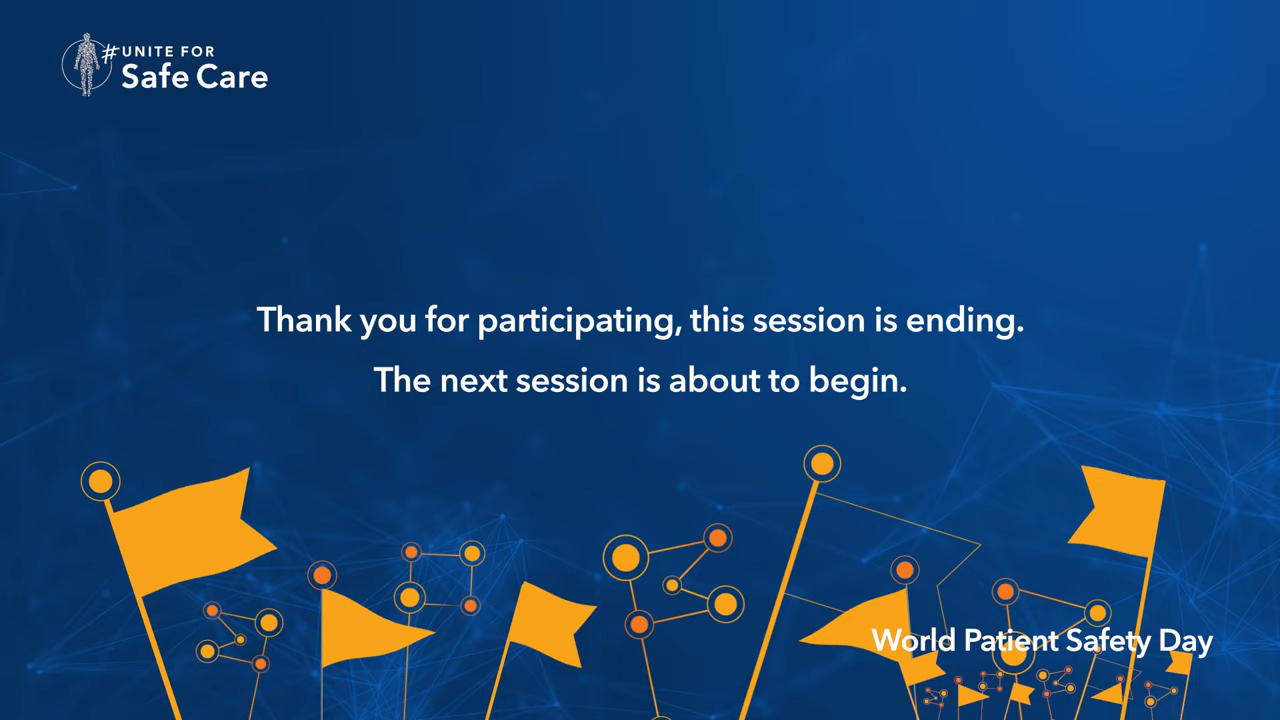 #UNITE FOR
Safe Care
Thank you for participating, this session is ending.
The next session is about to begin.
World Patient Safety Day